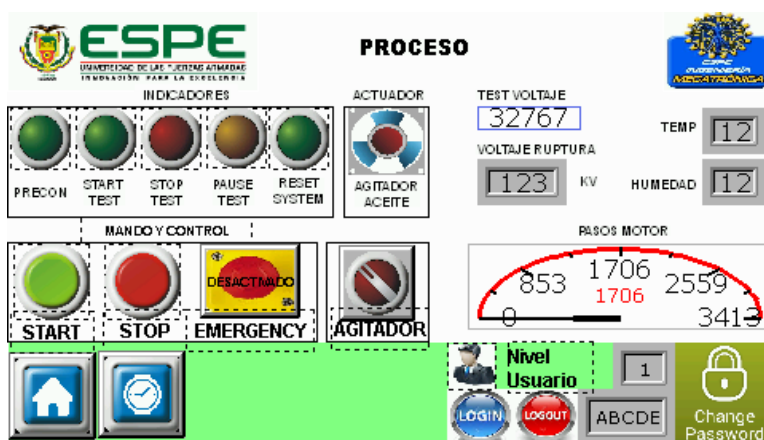 ESPE
UNIVERSIDAD DE LAS FUERZAS ARMADAS
INNOVACIÓN PARA LA EXCELENCIA
PROCESO
ESPE
INGENIERÍA
MECATRÓNICA
INDICADORES
PRECON
START TEST
STOP TEST
PAUSE TEST
RESET SYSTEM
ACTUADOR
AGITADOR
ACEITE
TEST VOLTAJE
32767
VOLTAJE RUPTURA
123 KV
TEMP 12
HUMEDAD 12
MANDO Y CONTROL
START
STOP
DESACTIVADO
EMERGENCY
AGITADOR
PASOS MOTOR
0 853 1706 2559 3413
1706
Nivel
Usuario
1
LOGIN
LOGOUT
ABCDE
Change
Password